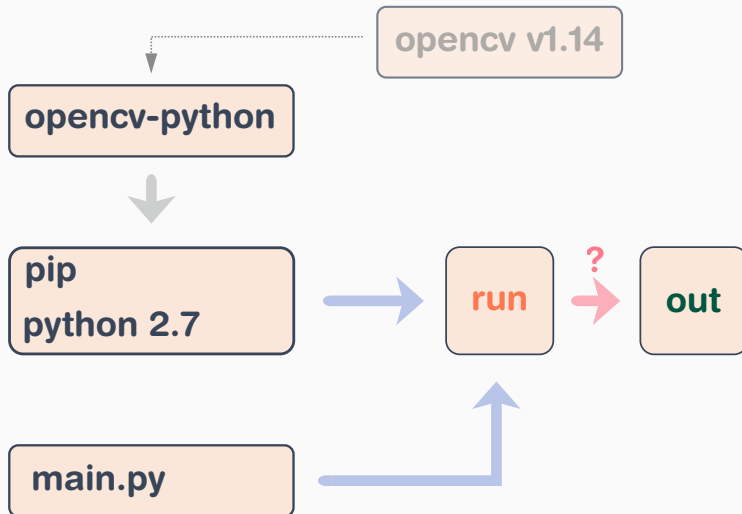 opencv v1.14
opencv-python
pip
python 2.7
run
?
out
main.py